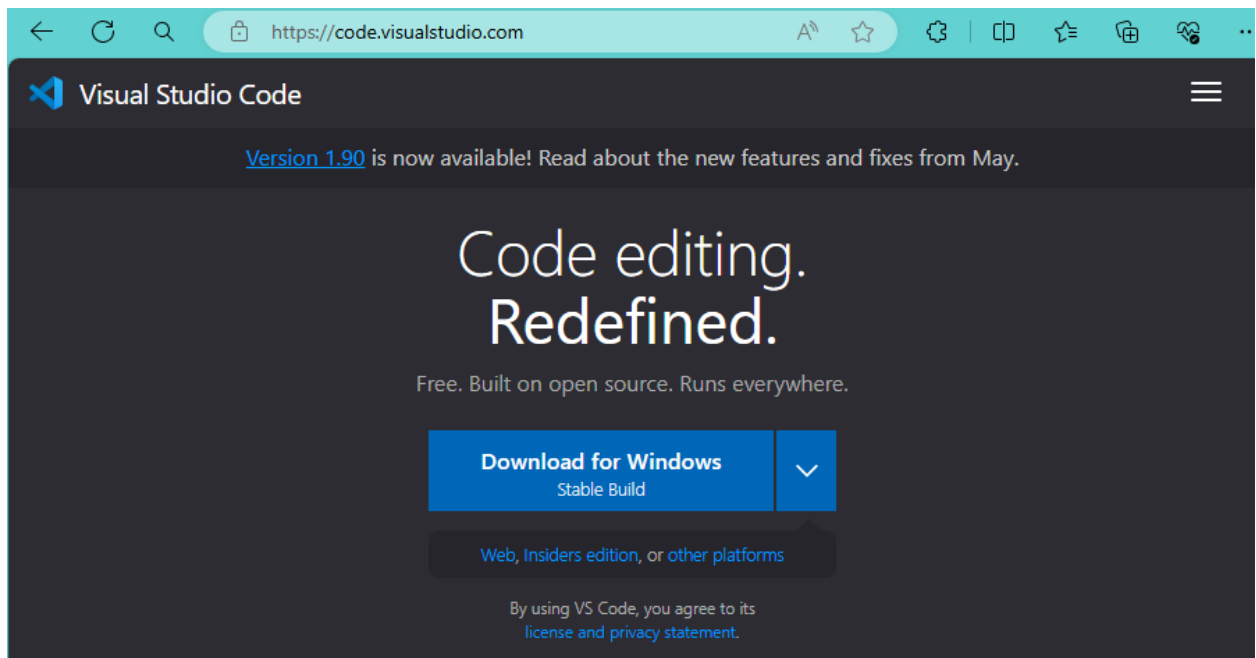 https://code.visualstudio.com
Visual Studio Code
Version 1.90 is now available! Read about the new features and fixes from May.
Code editing.
Redefined.
Free. Built on open source. Runs everywhere.
Download for Windows
Stable Build
Web, Insiders edition, or other platforms
By using VS Code, you agree to its
license and privacy statement.